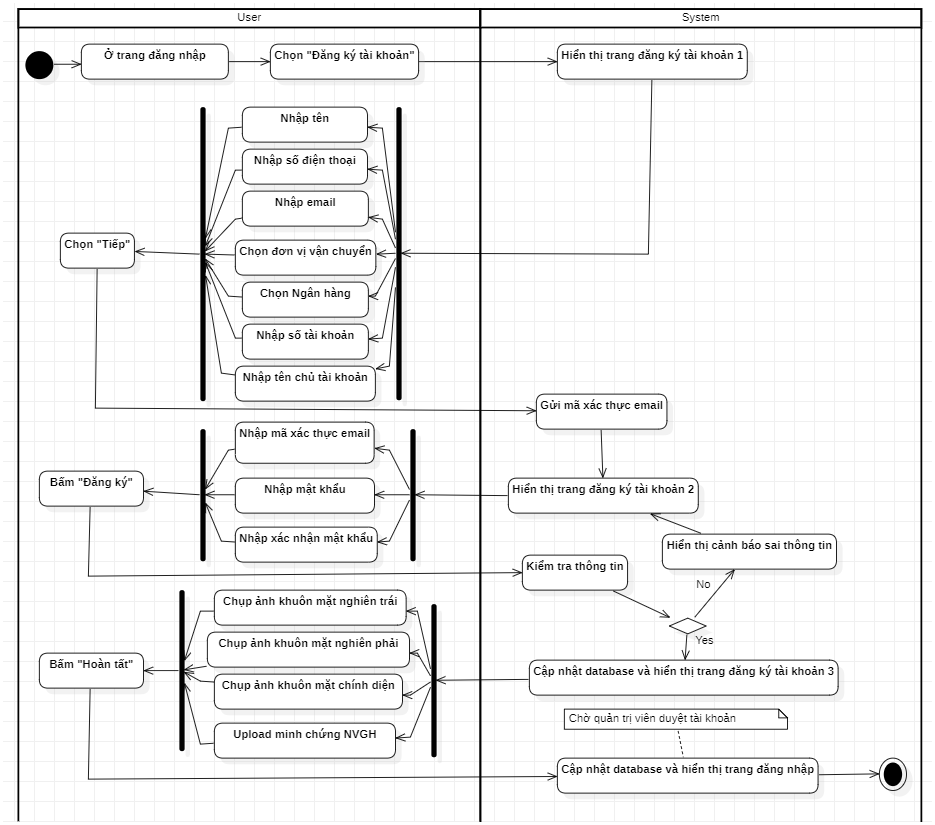 User
System
Ở trang đăng nhập
Chọn "Đăng ký tài khoản"
Hiển thị trang đăng ký tài khoản 1
Nhập tên
Nhập số điện thoại
Nhập email
Chọn "Tiếp"
Chọn đơn vị vận chuyển
Chọn Ngân hàng
Nhập số tài khoản
Nhập tên chủ tài khoản
Gửi mã xác thực email
Nhập mã xác thực email
Bấm "Đăng ký"
Nhập mật khẩu
Hiển thị trang đăng ký tài khoản 2
Nhập xác nhận mật khẩu
Hiển thị cảnh báo sai thông tin
Kiểm tra thông tin
No
Chụp ảnh khuôn mặt nghiên trái
Yes
Chụp ảnh khuôn mặt nghiên phải
Bấm "Hoàn tất"
Cập nhật database và hiển thị trang đăng ký tài khoản 3
Chụp ảnh khuôn mặt chính diện
Chờ quản trị viên duyệt tài khoản
Upload minh chứng NVGH
Cập nhật database và hiển thị trang đăng nhập